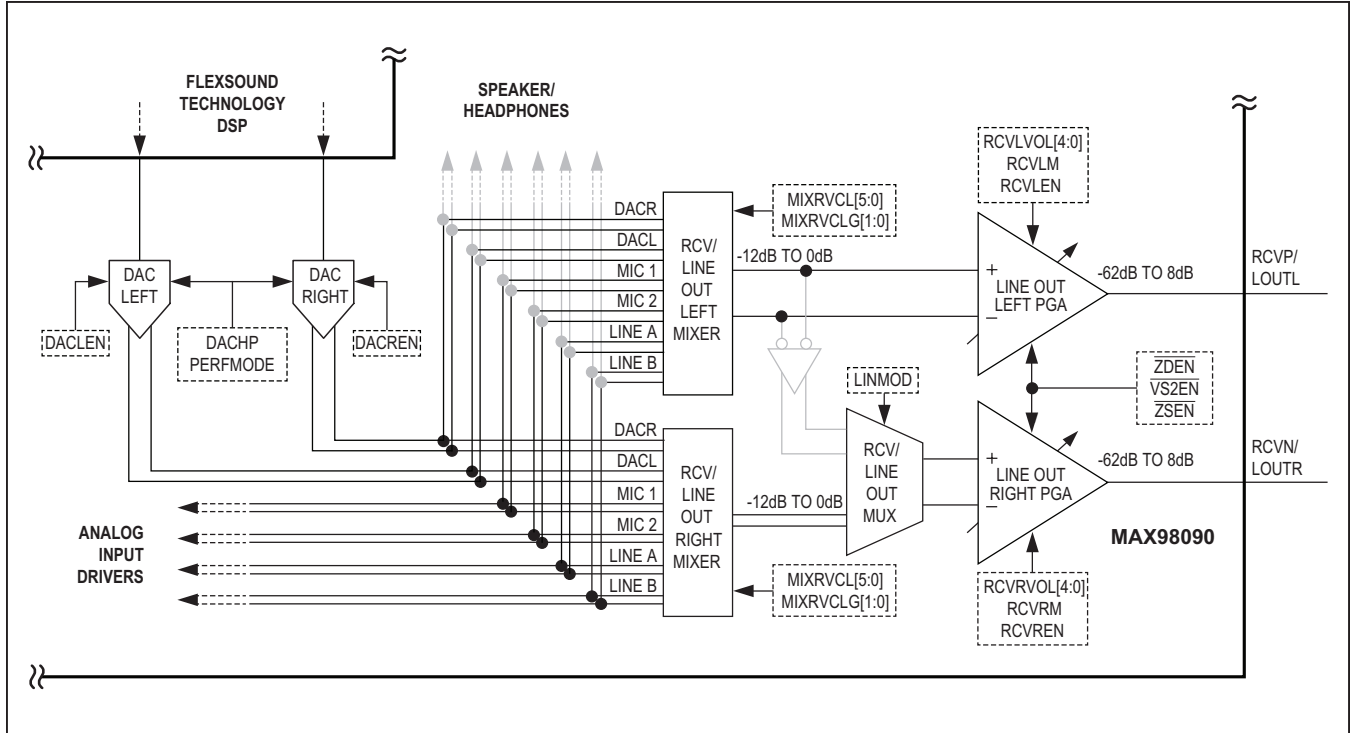 FLEXSOUND
TECHNOLOGY
DSP
SPEAKER/
HEADPHONES
DAC
LEFT
DAC
RIGHT
DACLEN
DACHP
PERFMODE
DACREN
DACR
DACL
MIC 1
MIC 2
LINE A
LINE B
RCV/
LINE
OUT
LEFT
MIXER
MIXRVCL[5:0]
MIXRVCLG[1:0]
-12dB TO 0dB
RCVLVOL[4:0]
RCVLM
RCVLEN
+
LINE OUT
LEFT PGA
–
-62dB TO 8dB
RCVP/
LOUTL
ZDEN
VS2EN
ZSEN
LINMOD
DACR
DACL
MIC 1
MIC 2
LINE A
LINE B
RCV/
LINE
OUT
RIGHT
MIXER
-12dB TO 0dB
RCV/
LINE
OUT
MUX
+
LINE OUT
RIGHT PGA
–
-62dB TO 8dB
RCVN/
LOUTR
MAX98090
ANALOG
INPUT
DRIVERS
MIXRVCL[5:0]
MIXRVCLG[1:0]
RCVRVOL[4:0]
RCVRM
RCVREN